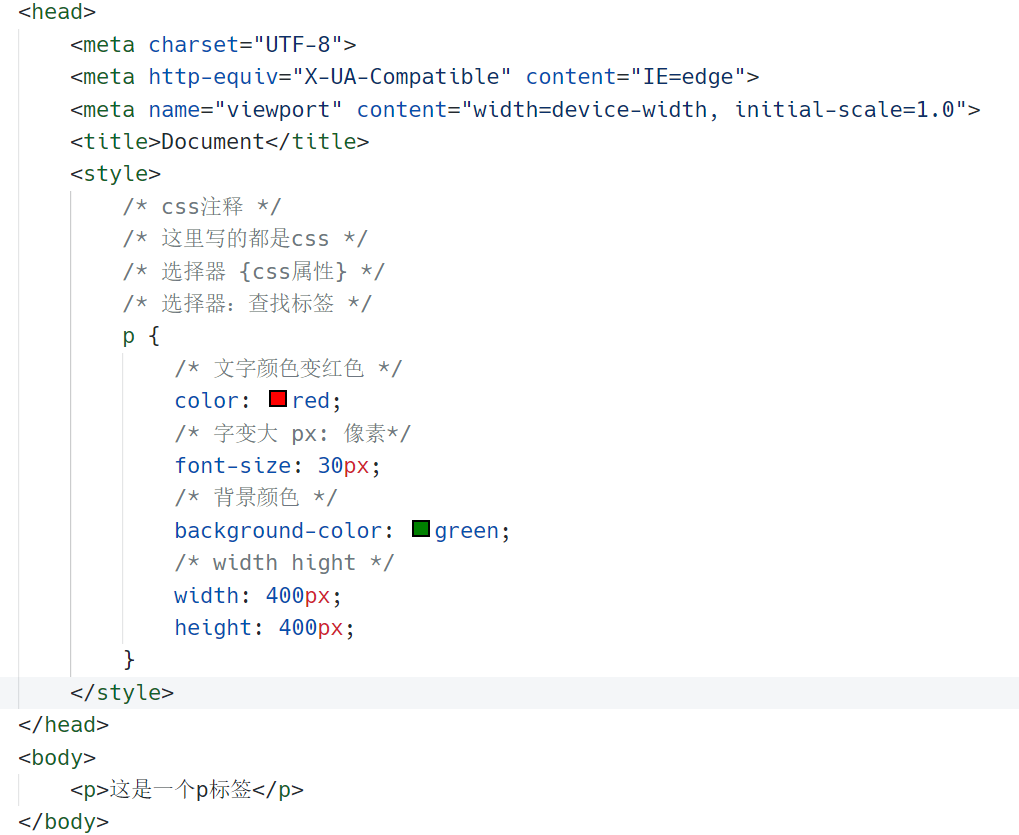 <head>
<meta charset="UTF-8">
<meta http-equiv="X-UA-Compatible" content="IE=edge">
<meta name="viewport" content="width=device-width, initial-scale=1.0">
<title>Document</title>
<style>
/* css注释 */
/* 这里写的都是css */
/* 选择器 {css属性} */
/* 选择器：查找标签 */
p {
/* 文字颜色变红色 */
color: red;
/* 字变大 px: 像素*/
font-size: 30px;
/* 背景颜色 */
background-color: green;
/* width hight */
width: 400px;
height: 400px;
}
</style>
</head>
<body>
<p>这是一个p标签</p>
</body>